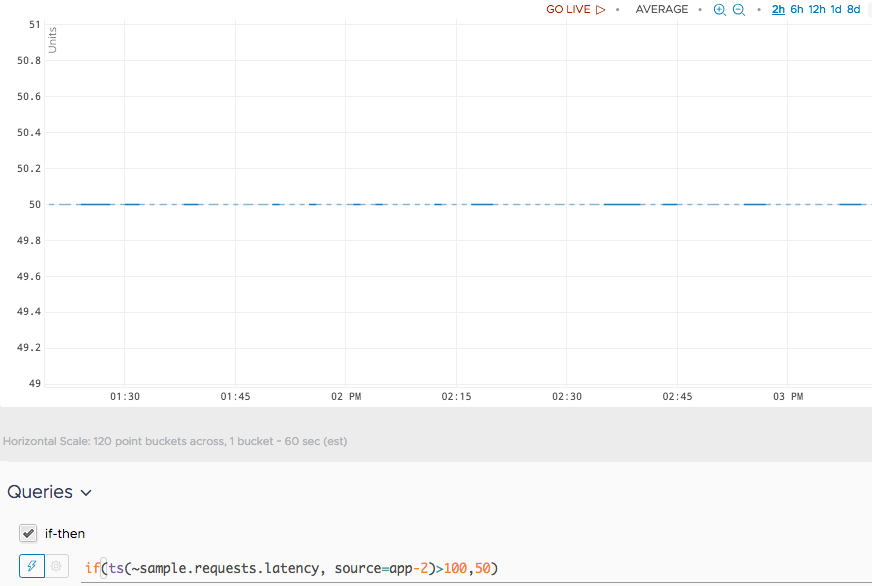 GO LIVE • AVERAGE • • 2h 6h 12h 1d 8d
51
Units
50.8
50.6
50.4
50.2
50
49.8
49.6
49.4
49.2
49
01:30 01:45 02 PM 02:15 02:30 02:45 03 PM
Horizontal Scale: 120 point buckets across, 1 bucket ~ 60 sec (est)
Queries
if-then
if(ts(~sample.requests.latency, source=app-2)>100,50)